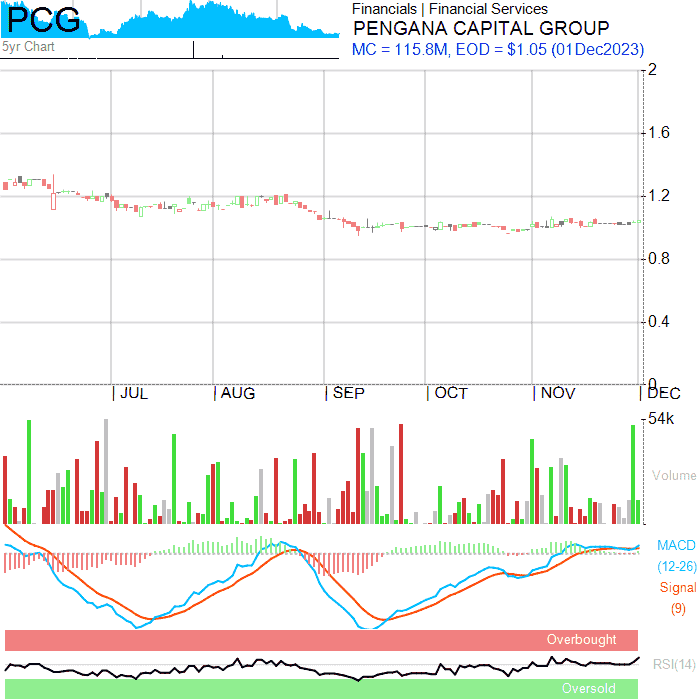 PCG
5yr Chart
Financials | Financial Services
PENGANA CAPITAL GROUP
MC = 115.8M, EOD = $1.05 (01Dec2023)
2
1.6
1.2
0.8
0.4
0
JUL AUG SEP OCT NOV DEC
54k
Volume
MACD
(12-26)
Signal
(9)
Overbought
RSI(14)
Oversold